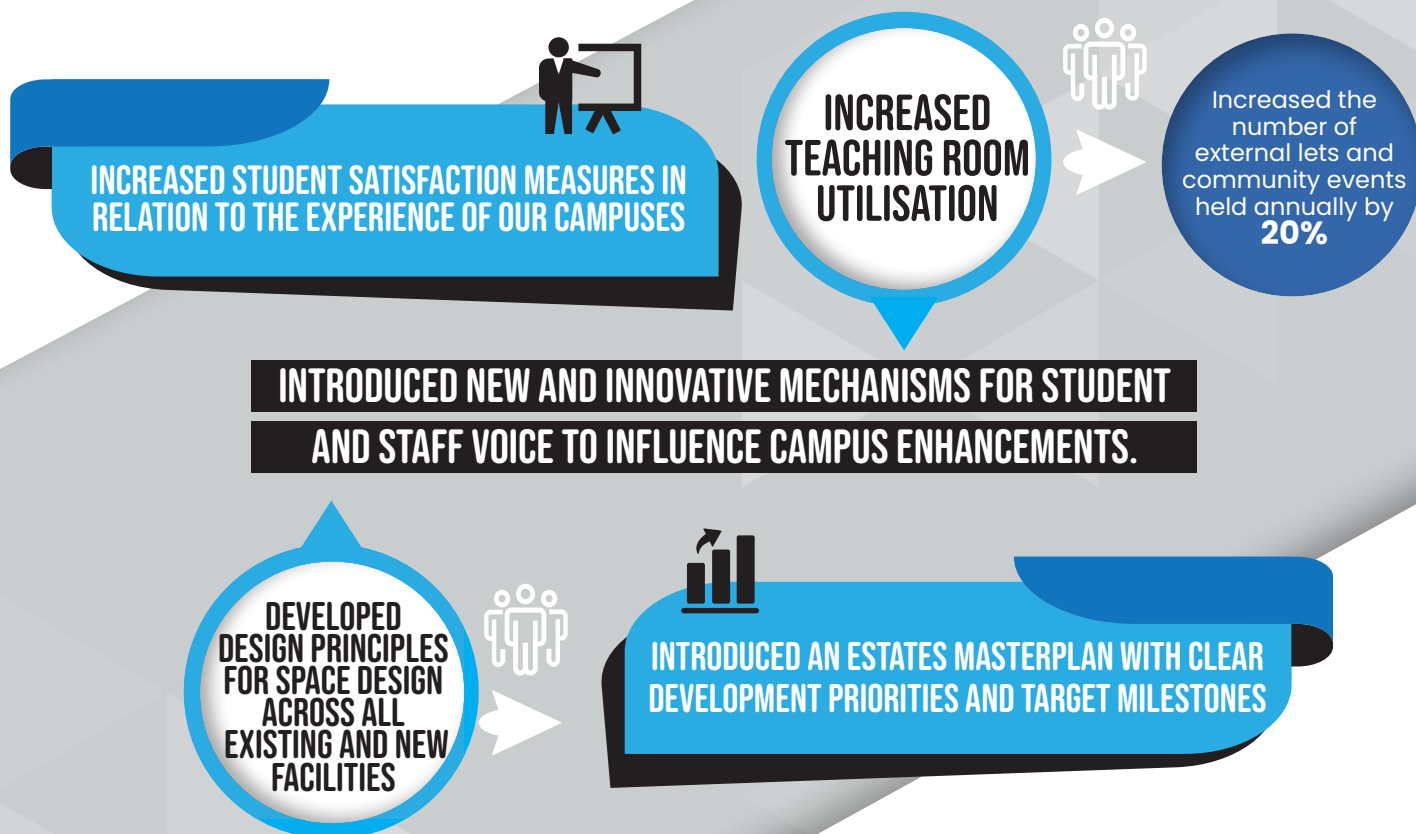 INCREASED STUDENT SATISFACTION MEASURES IN
RELATION TO THE EXPERIENCE OF OUR CAMPUSES
INCREASED
TEACHING ROOM
UTILISATION
Increased the
number of
external lets and
community events
held annually by
20%
INTRODUCED NEW AND INNOVATIVE MECHANISMS FOR STUDENT
AND STAFF VOICE TO INFLUENCE CAMPUS ENHANCEMENTS.
DEVELOPED
DESIGN PRINCIPLES
FOR SPACE DESIGN
ACROSS ALL
EXISTING AND NEW
FACILITIES
INTRODUCED AN ESTATES MASTERPLAN WITH CLEAR
DEVELOPMENT PRIORITIES AND TARGET MILESTONES